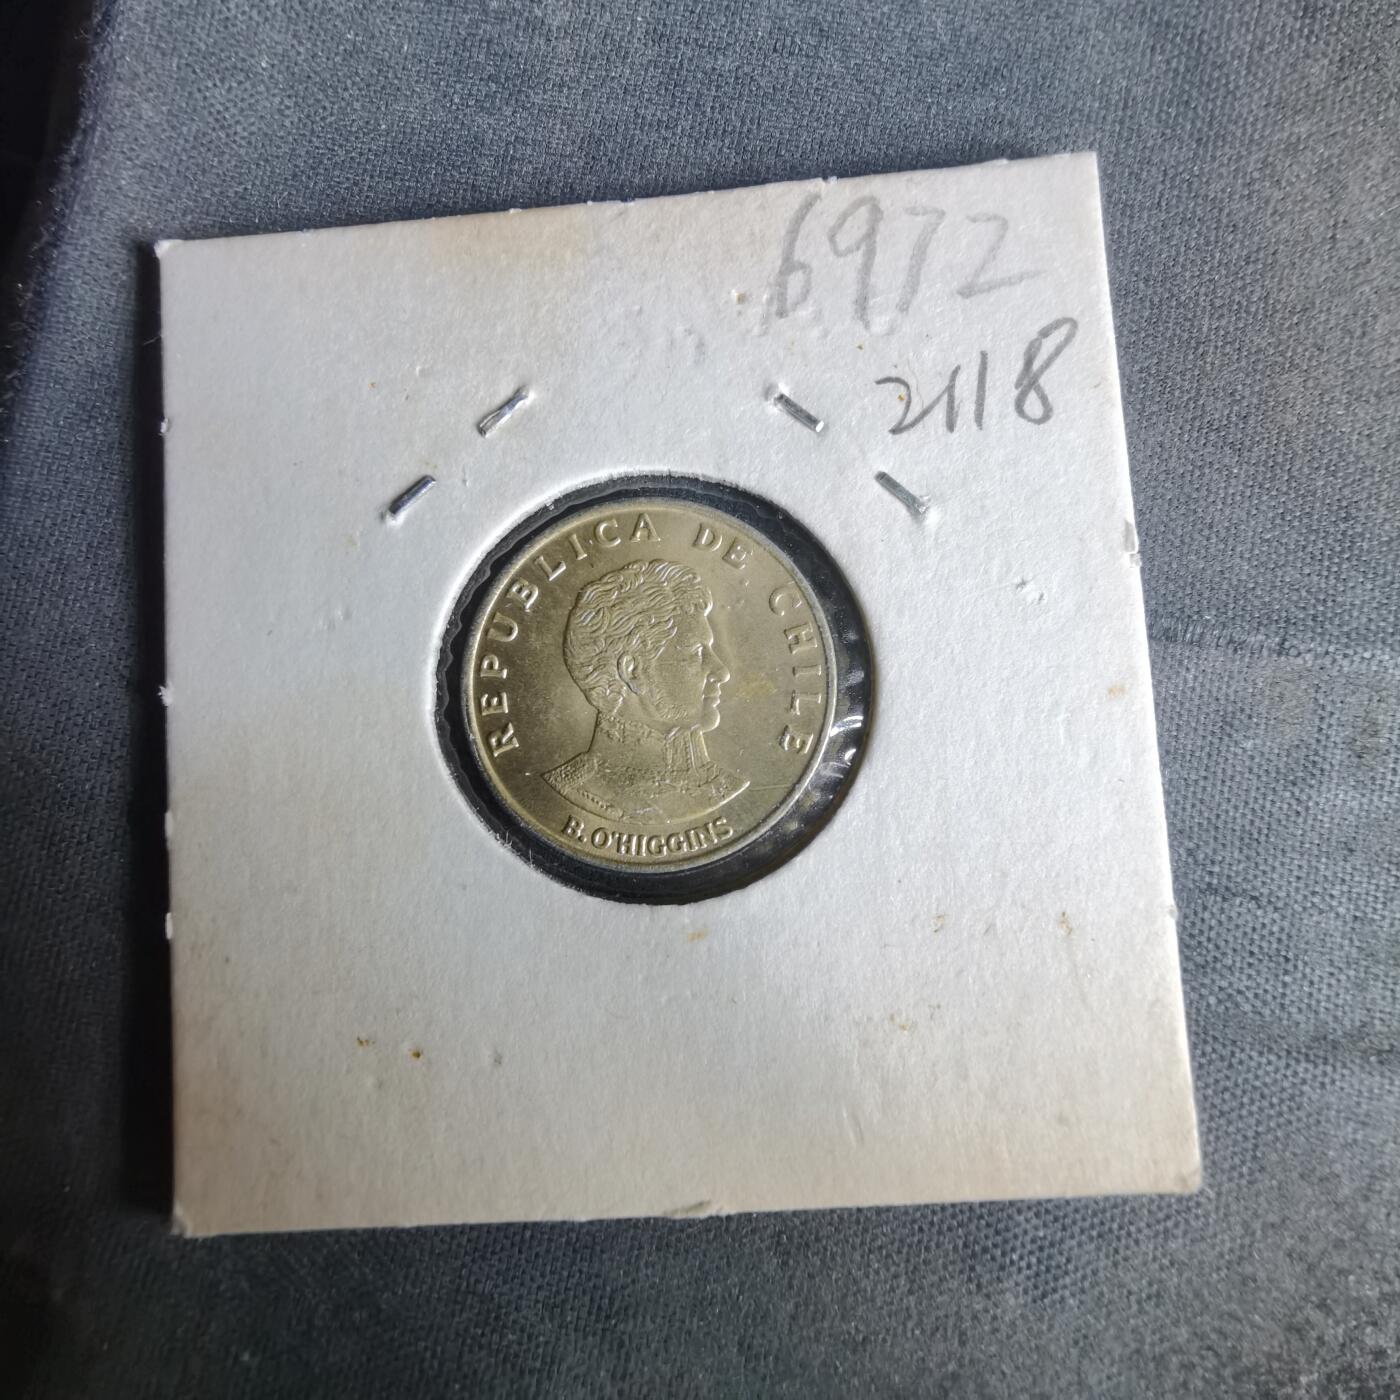 6972
2118
REPUBLICA DE CHILE
B. O'HIGGINS